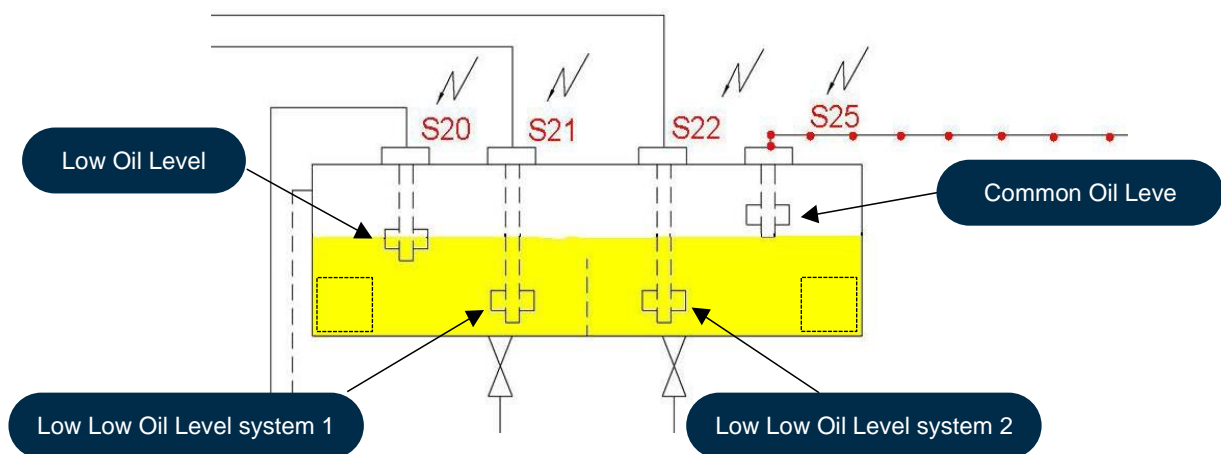 S20
S21
S22
S25
Low Oil Level
Common Oil Leve
Low Low Oil Level system 1
Low Low Oil Level system 2